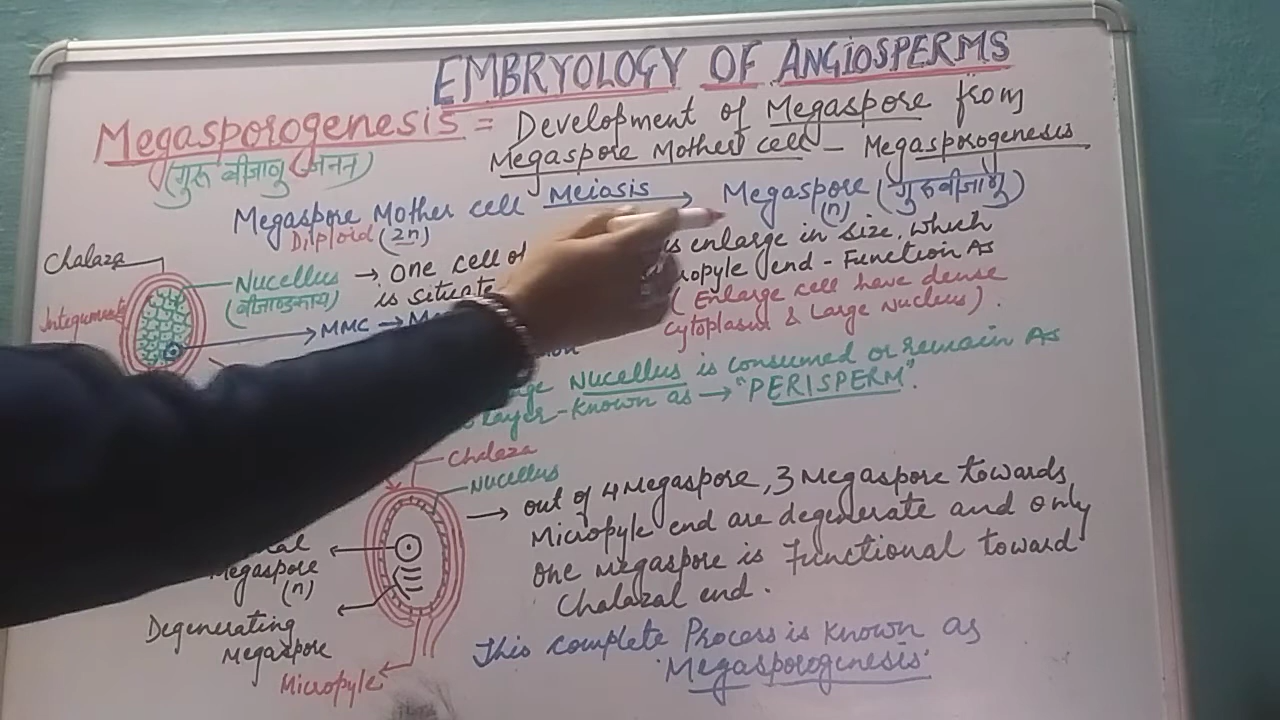 EMBRYOLOGY OF ANGIOSPERMS
Megasporogenesis = Development of Megaspore from
(गुरू बीजाणु जनन) Megaspore Mother cell – Megasporogenesis
Megaspore Mother cell Meiosis → Megaspore (गुरूबीजाणु)
Diploid (2n) (n)
Chalaza
Nucellus → One cell of enlarge in size, which
(बीजाण्डकाय) is end - Function As
Integument (Enlarge cell have dense
MMC → cytoplasm & Large Nucleus).
Nucellus is consumed or remain As
Layer - known as → "PERISPERM".
Chalaza
Nucellus
→ out of 4 Megaspore, 3 Megaspore towards
Micropyle end are degenerate and only
one megaspore is Functional toward
Chalazal end.
Megaspore
(n)
Degenerating
Megaspore
Micropyle
This complete Process is known as
'Megasporogenesis'